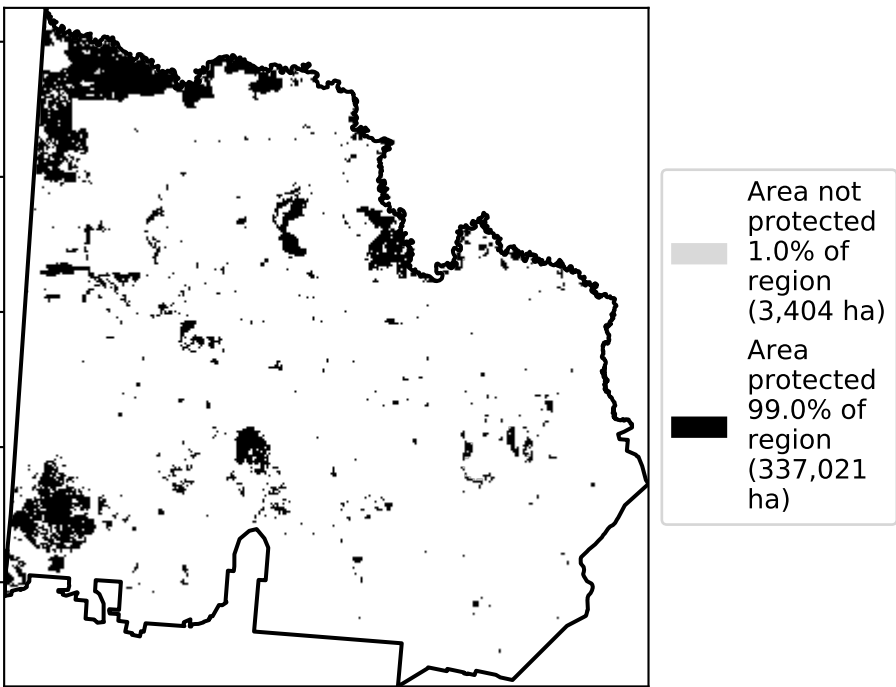 Area not
protected
1.0% of
region
(3,404 ha)
Area
protected
99.0% of
region
(337,021
ha)